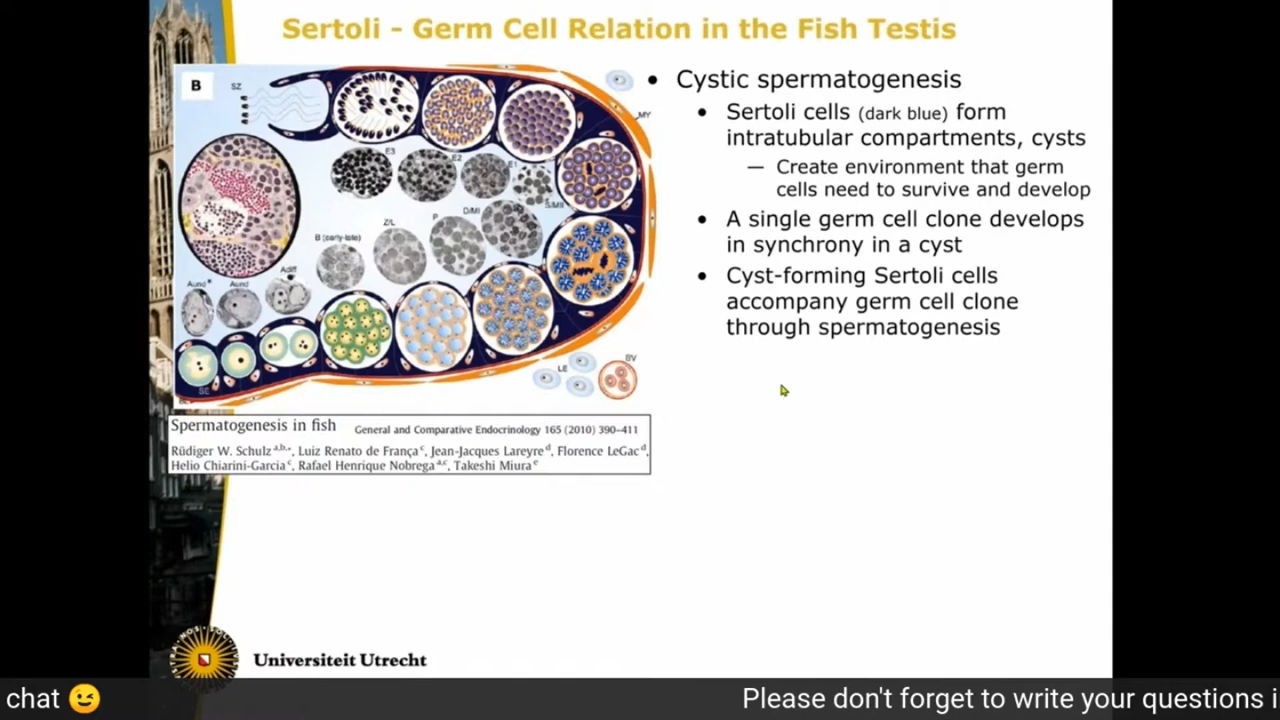 Sertoli - Germ Cell Relation in the Fish Testis
B
SZ
MY
E3
E2
E1
S/MII
D/MI
P
Z/L
B (early-late)
Adiff
Aund
Aund*
SE
LE
BV
Spermatogenesis in fish
General and Comparative Endocrinology 165 (2010) 390–411
Rüdiger W. Schulz a,b,*, Luiz Renato de França c, Jean-Jacques Lareyre d, Florence LeGac d,
Helio Chiarini-Garcia c, Rafael Henrique Nobrega a,c, Takeshi Miura e
• Cystic spermatogenesis
• Sertoli cells (dark blue) form
intratubular compartments, cysts
— Create environment that germ
cells need to survive and develop
• A single germ cell clone develops
in synchrony in a cyst
• Cyst-forming Sertoli cells
accompany germ cell clone
through spermatogenesis
Universiteit Utrecht
chat 😉
Please don't forget to write your questions i